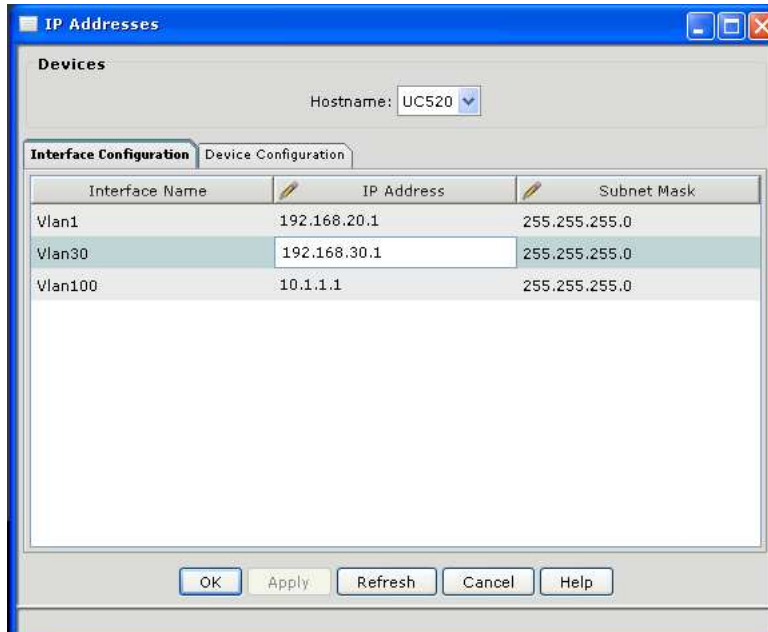 IP Addresses
Devices
Hostname: UC520
Interface Configuration Device Configuration
Interface Name IP Address Subnet Mask
Vlan1 192.168.20.1 255.255.255.0
Vlan30 192.168.30.1 255.255.255.0
Vlan100 10.1.1.1 255.255.255.0
OK Apply Refresh Cancel Help